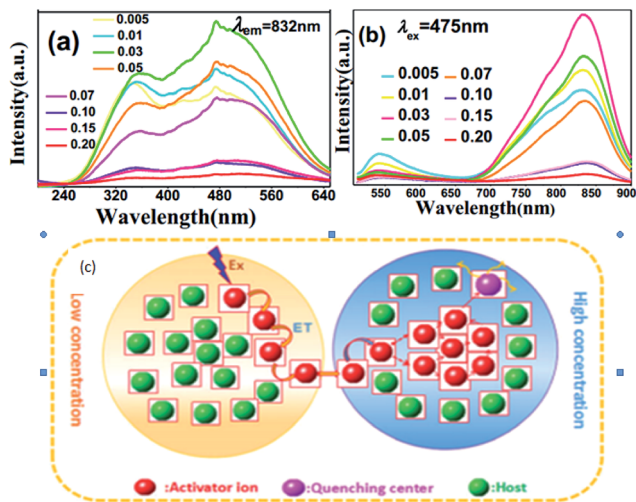 (a)
λem=832nm
0.005
0.01
0.03
0.05
0.07
0.10
0.15
0.20
Intensity(a.u.)
240 320 400 480 560 640
Wavelength(nm)
(b)
λex=475nm
0.005
0.01
0.03
0.05
0.07
0.10
0.15
0.20
Intensity(a.u.)
550 600 650 700 750 800 850 900
Wavelength(nm)
(c)
Ex
ET
Low concentration
High concentration
:Activator ion
:Quenching center
:Host